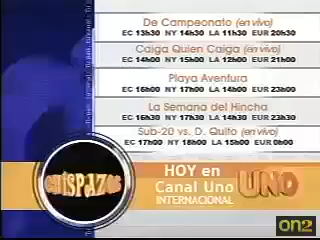 De Campeonato (en vivo)
EC 13h30 NY 14h30 LA 11h30 EUR 20h30
Caiga Quien Caiga (en vivo)
EC 14h00 NY 15h00 LA 12h00 EUR 21h00
Playa Aventura
EC 16h00 NY 17h00 LA 14h00 EUR 23h00
La Semana del Hincha
EC 16h30 NY 17h30 LA 14h30 EUR 23h30
Sub-20 vs. D. Quito (en vivo)
EC 17h00 NY 18h00 LA 15h00 EUR 0h00
CHISPAZOS
HOY en
Canal Uno
INTERNACIONAL
UNO
on2